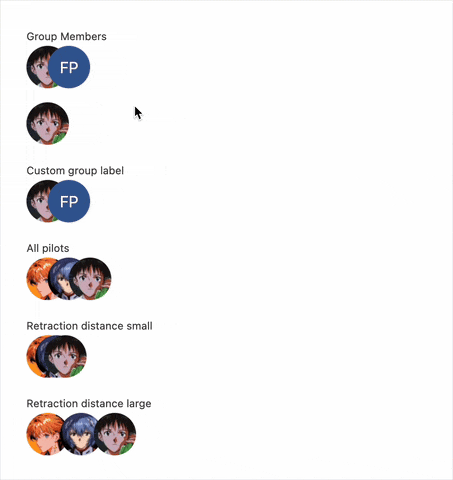 Group Members
FP
Custom group label
FP
All pilots
Retraction distance small
Retraction distance large